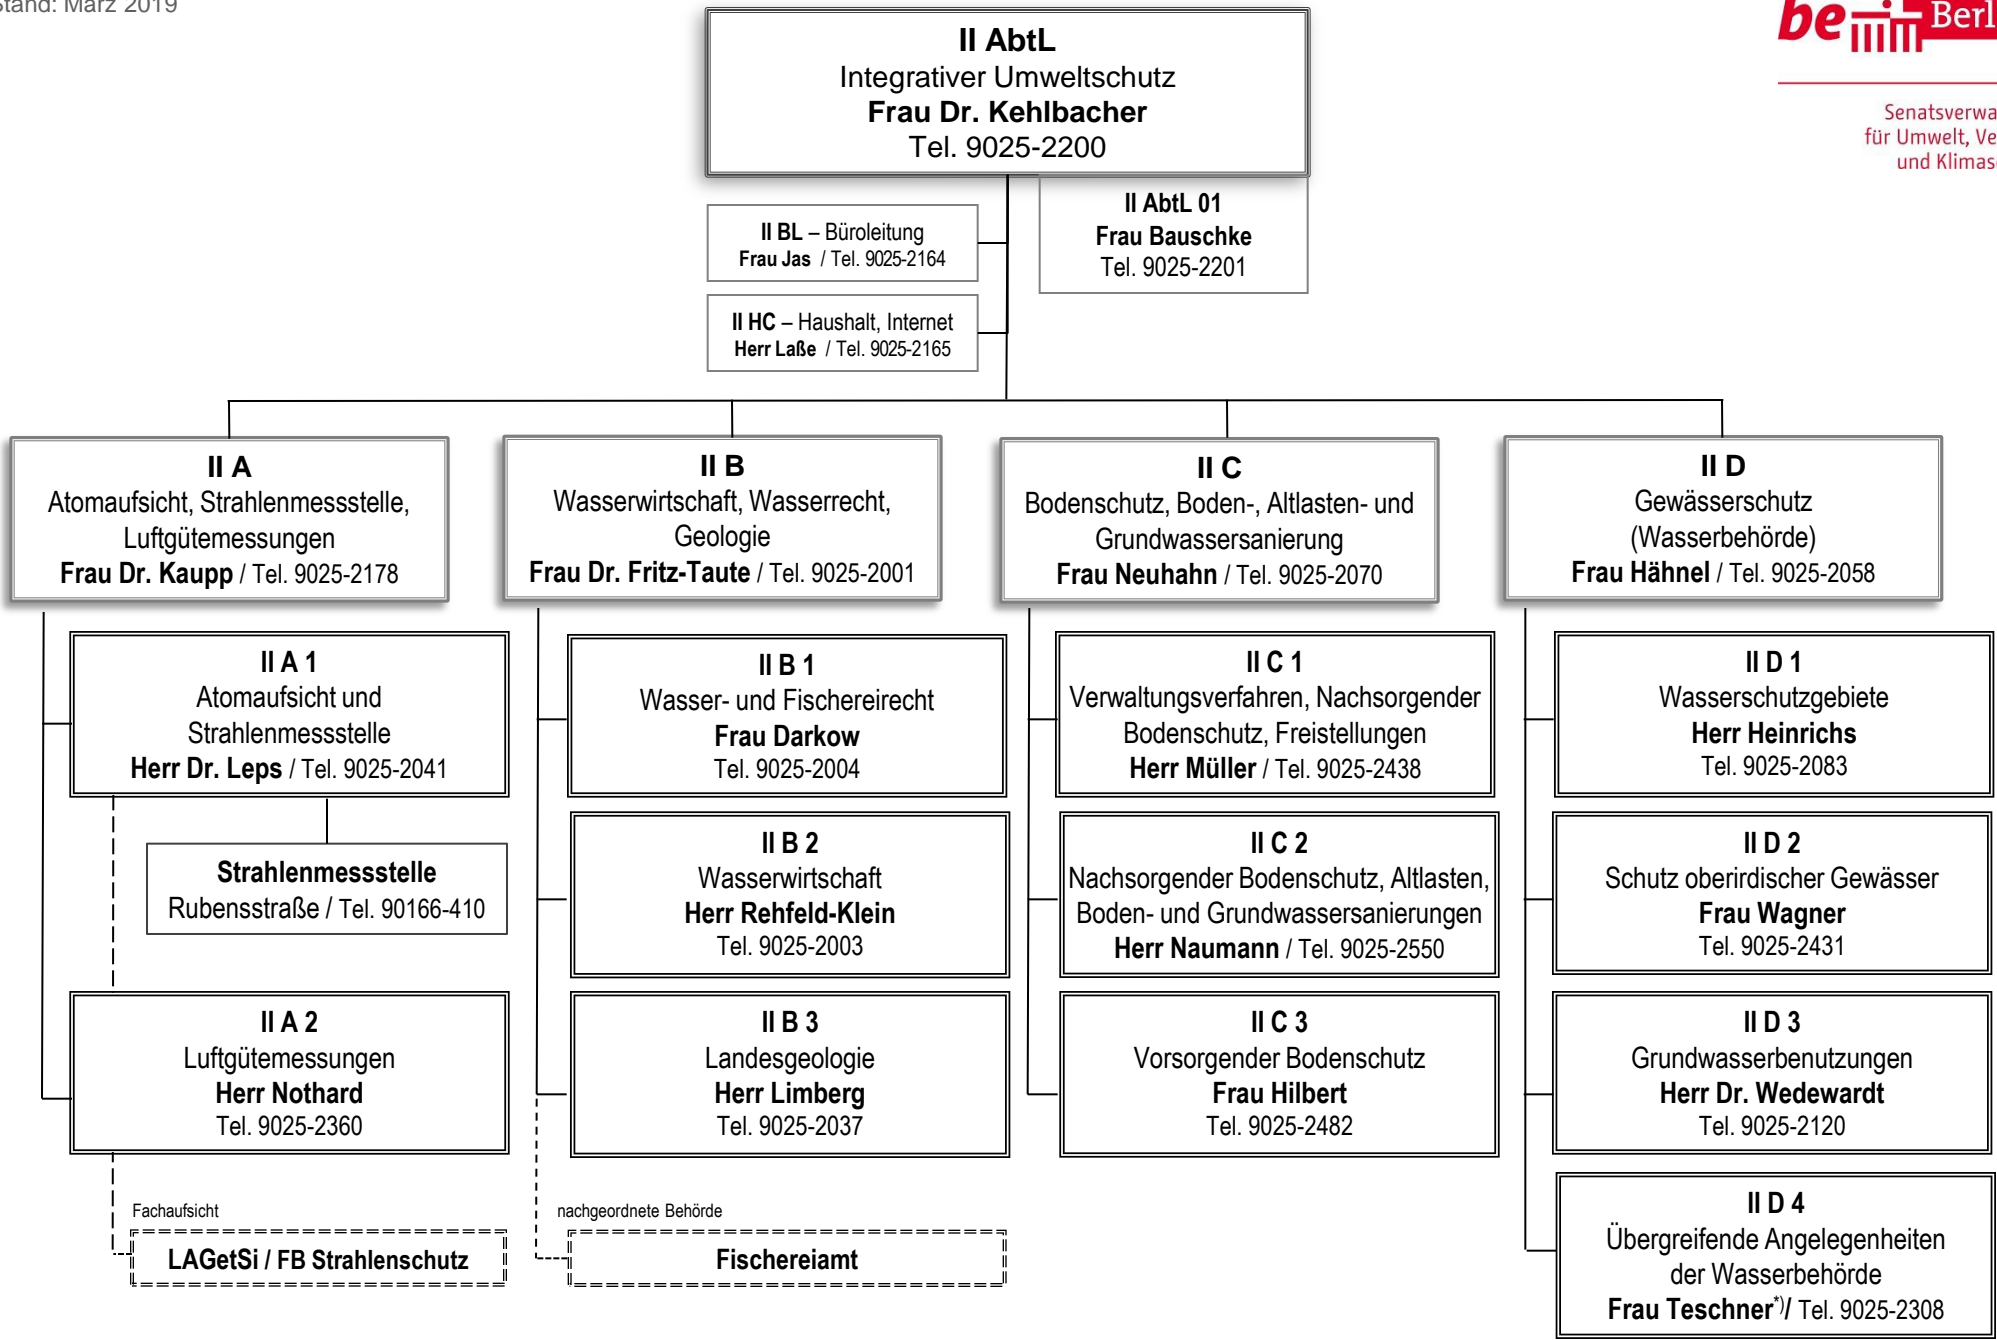 Stand: März 2019
be Berl
Senatsverwa
für Umwelt, Ve
und Klimas
II AbtL
Integrativer Umweltschutz
Frau Dr. Kehlbacher
Tel. 9025-2200
II BL – Büroleitung
Frau Jas / Tel. 9025-2164
II AbtL 01
Frau Bauschke
Tel. 9025-2201
II HC – Haushalt, Internet
Herr Laße / Tel. 9025-2165
II A
Atomaufsicht, Strahlenmessstelle,
Luftgütemessungen
Frau Dr. Kaupp / Tel. 9025-2178
II A 1
Atomaufsicht und
Strahlenmessstelle
Herr Dr. Leps / Tel. 9025-2041
Strahlenmessstelle
Rubensstraße / Tel. 90166-410
II A 2
Luftgütemessungen
Herr Nothard
Tel. 9025-2360
Fachaufsicht
LAGetSi / FB Strahlenschutz
II B
Wasserwirtschaft, Wasserrecht,
Geologie
Frau Dr. Fritz-Taute / Tel. 9025-2001
II B 1
Wasser- und Fischereirecht
Frau Darkow
Tel. 9025-2004
II B 2
Wasserwirtschaft
Herr Rehfeld-Klein
Tel. 9025-2003
II B 3
Landesgeologie
Herr Limberg
Tel. 9025-2037
nachgeordnete Behörde
Fischereiamt
II C
Bodenschutz, Boden-, Altlasten- und
Grundwassersanierung
Frau Neuhahn / Tel. 9025-2070
II C 1
Verwaltungsverfahren, Nachsorgender
Bodenschutz, Freistellungen
Herr Müller / Tel. 9025-2438
II C 2
Nachsorgender Bodenschutz, Altlasten,
Boden- und Grundwassersanierungen
Herr Naumann / Tel. 9025-2550
II C 3
Vorsorgender Bodenschutz
Frau Hilbert
Tel. 9025-2482
II D
Gewässerschutz
(Wasserbehörde)
Frau Hähnel / Tel. 9025-2058
II D 1
Wasserschutzgebiete
Herr Heinrichs
Tel. 9025-2083
II D 2
Schutz oberirdischer Gewässer
Frau Wagner
Tel. 9025-2431
II D 3
Grundwasserbenutzungen
Herr Dr. Wedewardt
Tel. 9025-2120
II D 4
Übergreifende Angelegenheiten
der Wasserbehörde
Frau Teschner*)/ Tel. 9025-2308